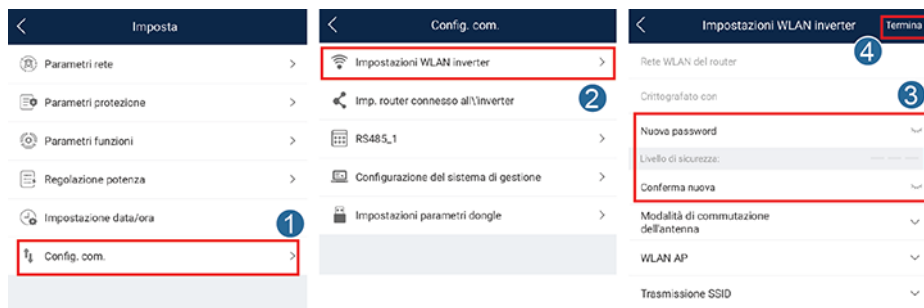 Imposta
Parametri rete
Parametri protezione
Parametri funzioni
Regolazione potenza
Impostazione data/ora
1
Config. com.
Config. com.
Impostazioni WLAN inverter
2
Imp. router connesso all\'inverter
RS485_1
Configurazione del sistema di gestione
Impostazioni parametri dongle
Impostazioni WLAN inverter
Termina
4
Rete WLAN del router
3
Crittografato con
Nuova password
Livello di sicurezza:
Conferma nuova
Modalità di commutazione
dell'antenna
WLAN AP
Trasmissione SSID